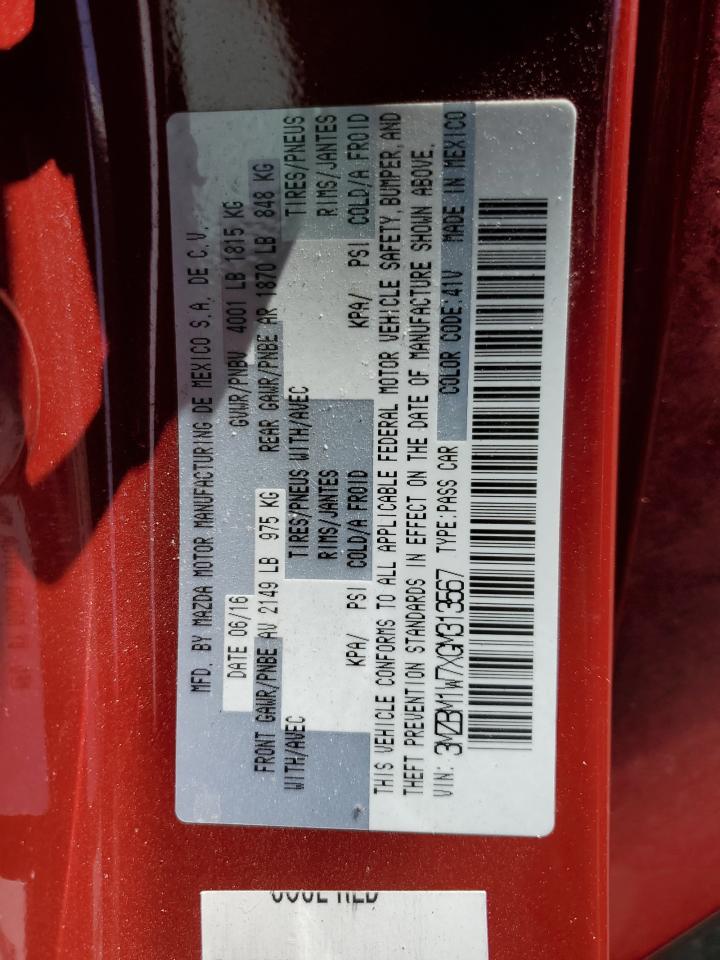 MFD. BY MAZDA MOTOR MANUFACTURING DE MEXICO S.A. DE C.V.
DATE 06/16 GVWR/PNBV 4001 LB 1815 KG
FRONT GAWR/PNBE AV 2149 LB 975 KG REAR GAWR/PNBE AR 1870 LB 848 KG
WITH/AVEC TIRES/PNEUS WITH/AVEC TIRES/PNEUS
RIMS/JANTES RIMS/JANTES
KPA/ PSI COLD/A FROID KPA/ PSI COLD/A FROID
THIS VEHICLE CONFORMS TO ALL APPLICABLE FEDERAL MOTOR VEHICLE SAFETY, BUMPER, AND
THEFT PREVENTION STANDARDS IN EFFECT ON THE DATE OF MANUFACTURE SHOWN ABOVE.
VIN: 3MZBM1W7XGM313567 TYPE:PASS CAR COLOR CODE:41V MADE IN MEXICO